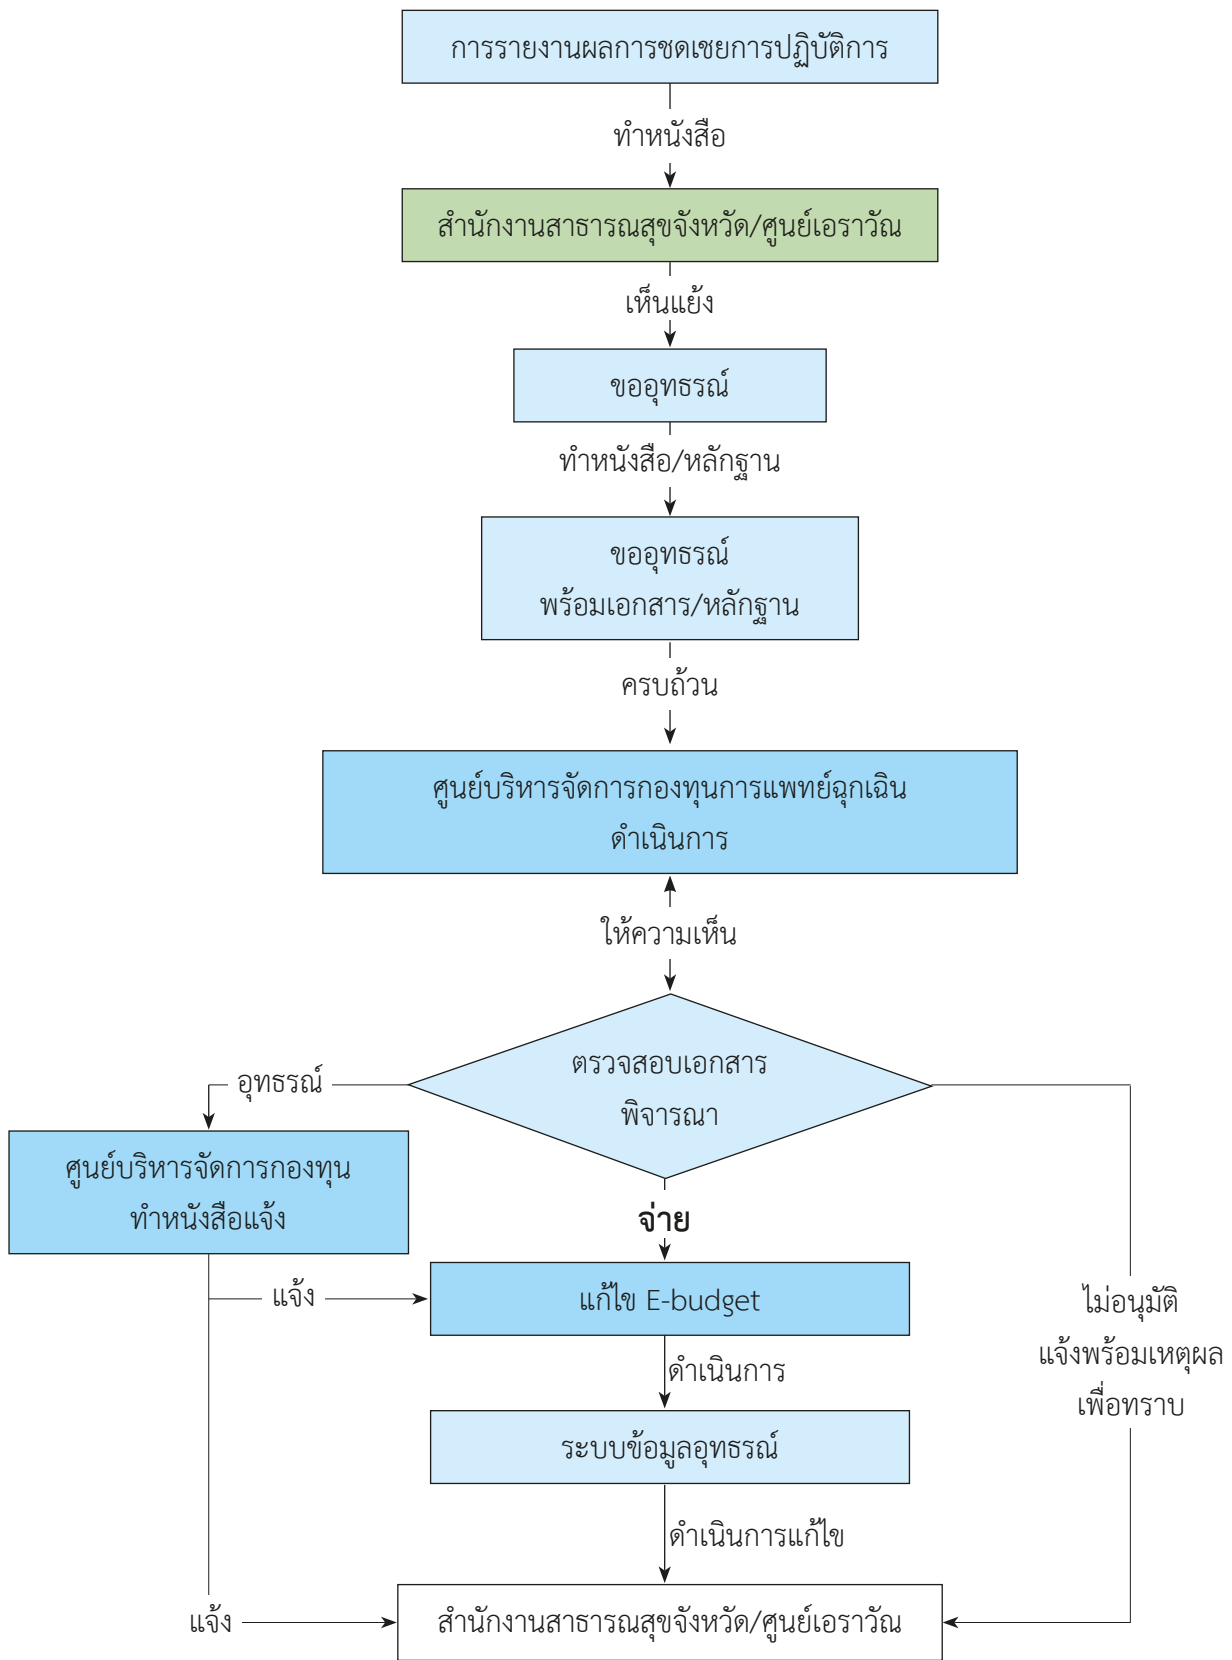 การรายงานผลการชดเชยการปฏิบัติการ
ทำหนังสือ
สำนักงานสาธารณสุขจังหวัด/ศูนย์เอราวัณ
เห็นแย้ง
ขออุทธรณ์
ทำหนังสือ/หลักฐาน
ขออุทธรณ์
พร้อมเอกสาร/หลักฐาน
ครบถ้วน
ศูนย์บริหารจัดการกองทุนการแพทย์ฉุกเฉิน
ดำเนินการ
ให้ความเห็น
ตรวจสอบเอกสาร
พิจารณา
อุทธรณ์
ศูนย์บริหารจัดการกองทุน
ทำหนังสือแจ้ง
จ่าย
แจ้ง
แก้ไข E-budget
ไม่อนุมัติ
แจ้งพร้อมเหตุผล
เพื่อทราบ
ดำเนินการ
ระบบข้อมูลอุทธรณ์
ดำเนินการแก้ไข
แจ้ง
สำนักงานสาธารณสุขจังหวัด/ศูนย์เอราวัณ